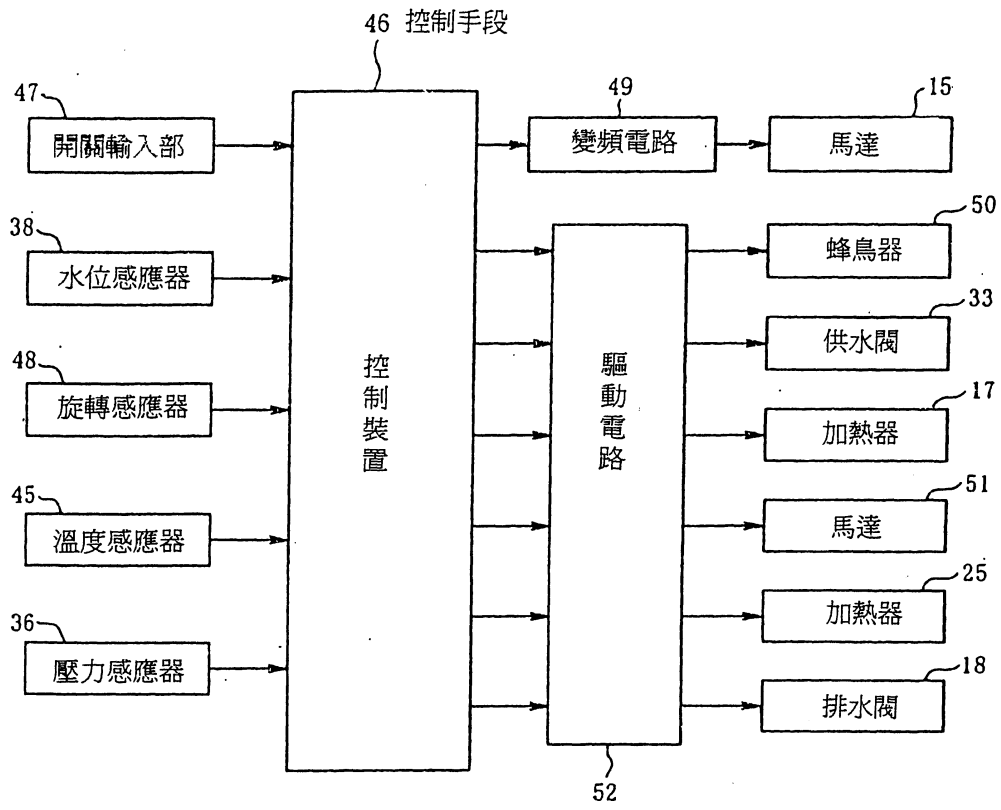 46 控制手段
47
開關輸入部
38
水位感應器
48
旋轉感應器
45
溫度感應器
36
壓力感應器
控制裝置
49
變頻電路
15
馬達
驅動電路
52
50
蜂鳥器
33
供水閥
17
加熱器
51
馬達
25
加熱器
18
排水閥